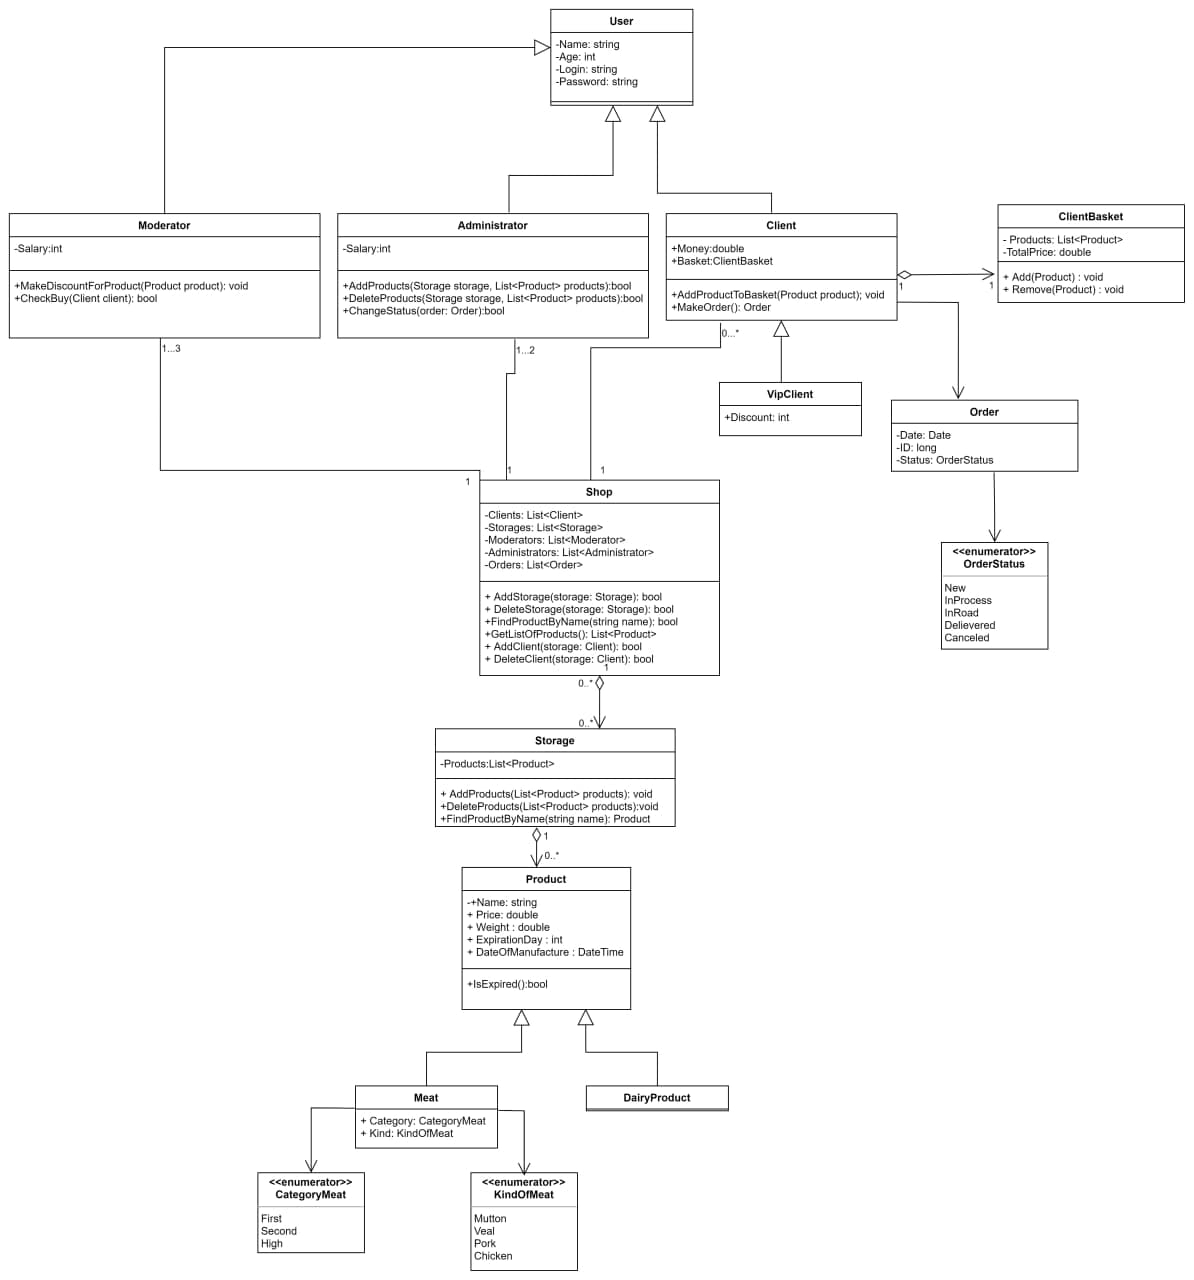 User
-Name: string
-Age: int
-Login: string
-Password: string
Moderator
-Salary:int
+MakeDiscountForProduct(Product product): void
+CheckBuy(Client client): bool
1...3
Administrator
-Salary:int
+AddProducts(Storage storage, List<Product> products):bool
+DeleteProducts(Storage storage, List<Product> products):bool
+ChangeStatus(order: Order):bool
1...2
Client
+Money:double
+Basket:ClientBasket
+AddProductToBasket(Product product); void
+MakeOrder(): Order
0...*
1
1
ClientBasket
- Products: List<Product>
-TotalPrice: double
+ Add(Product) : void
+ Remove(Product) : void
VipClient
+Discount: int
Order
-Date: Date
-ID: long
-Status: OrderStatus
<<enumerator>>
OrderStatus
New
InProcess
InRoad
Delievered
Canceled
1
1
1
Shop
-Clients: List<Client>
-Storages: List<Storage>
-Moderators: List<Moderator>
-Administrators: List<Administrator>
-Orders: List<Order>
+ AddStorage(storage: Storage): bool
+ DeleteStorage(storage: Storage): bool
+FindProductByName(string name): bool
+GetListOfProducts(): List<Product>
+ AddClient(storage: Client): bool
+ DeleteClient(storage: Client): bool
1
0..*
0..*
Storage
-Products:List<Product>
+ AddProducts(List<Product> products): void
+DeleteProducts(List<Product> products):void
+FindProductByName(string name): Product
1
0..*
Product
-+Name: string
+ Price: double
+ Weight : double
+ ExpirationDay : int
+ DateOfManufacture : DateTime
+IsExpired():bool
Meat
+ Category: CategoryMeat
+ Kind: KindOfMeat
DairyProduct
<<enumerator>>
CategoryMeat
First
Second
High
<<enumerator>>
KindOfMeat
Mutton
Veal
Pork
Chicken